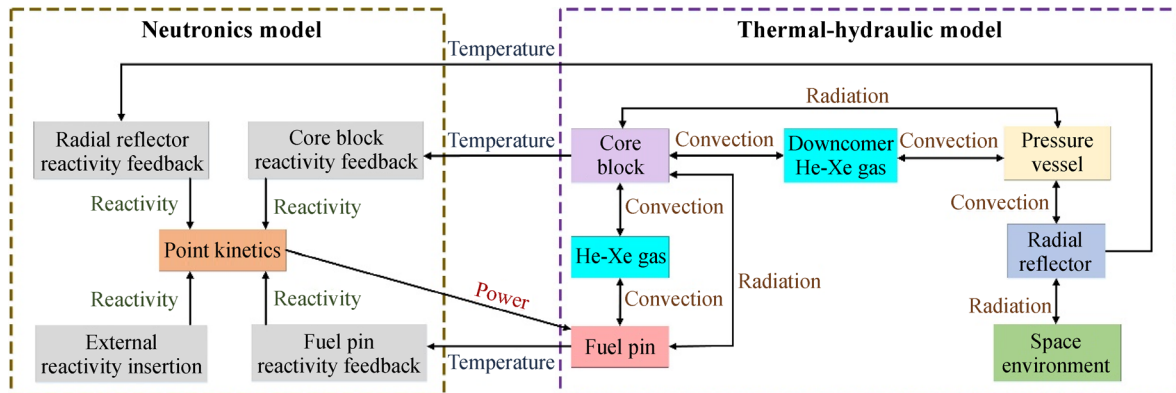 Neutronics model
Thermal-hydraulic model
Temperature
Radiation
Radial reflector
reactivity feedback
Core block
reactivity feedback
Temperature
Core
block
Convection
Downcomer
He-Xe gas
Convection
Pressure
vessel
Reactivity
Reactivity
Convection
Convection
Point kinetics
He-Xe gas
Radial
reflector
Reactivity
Reactivity
Power
Convection
Radiation
Radiation
External
reactivity insertion
Fuel pin
reactivity feedback
Temperature
Fuel pin
Space
environment